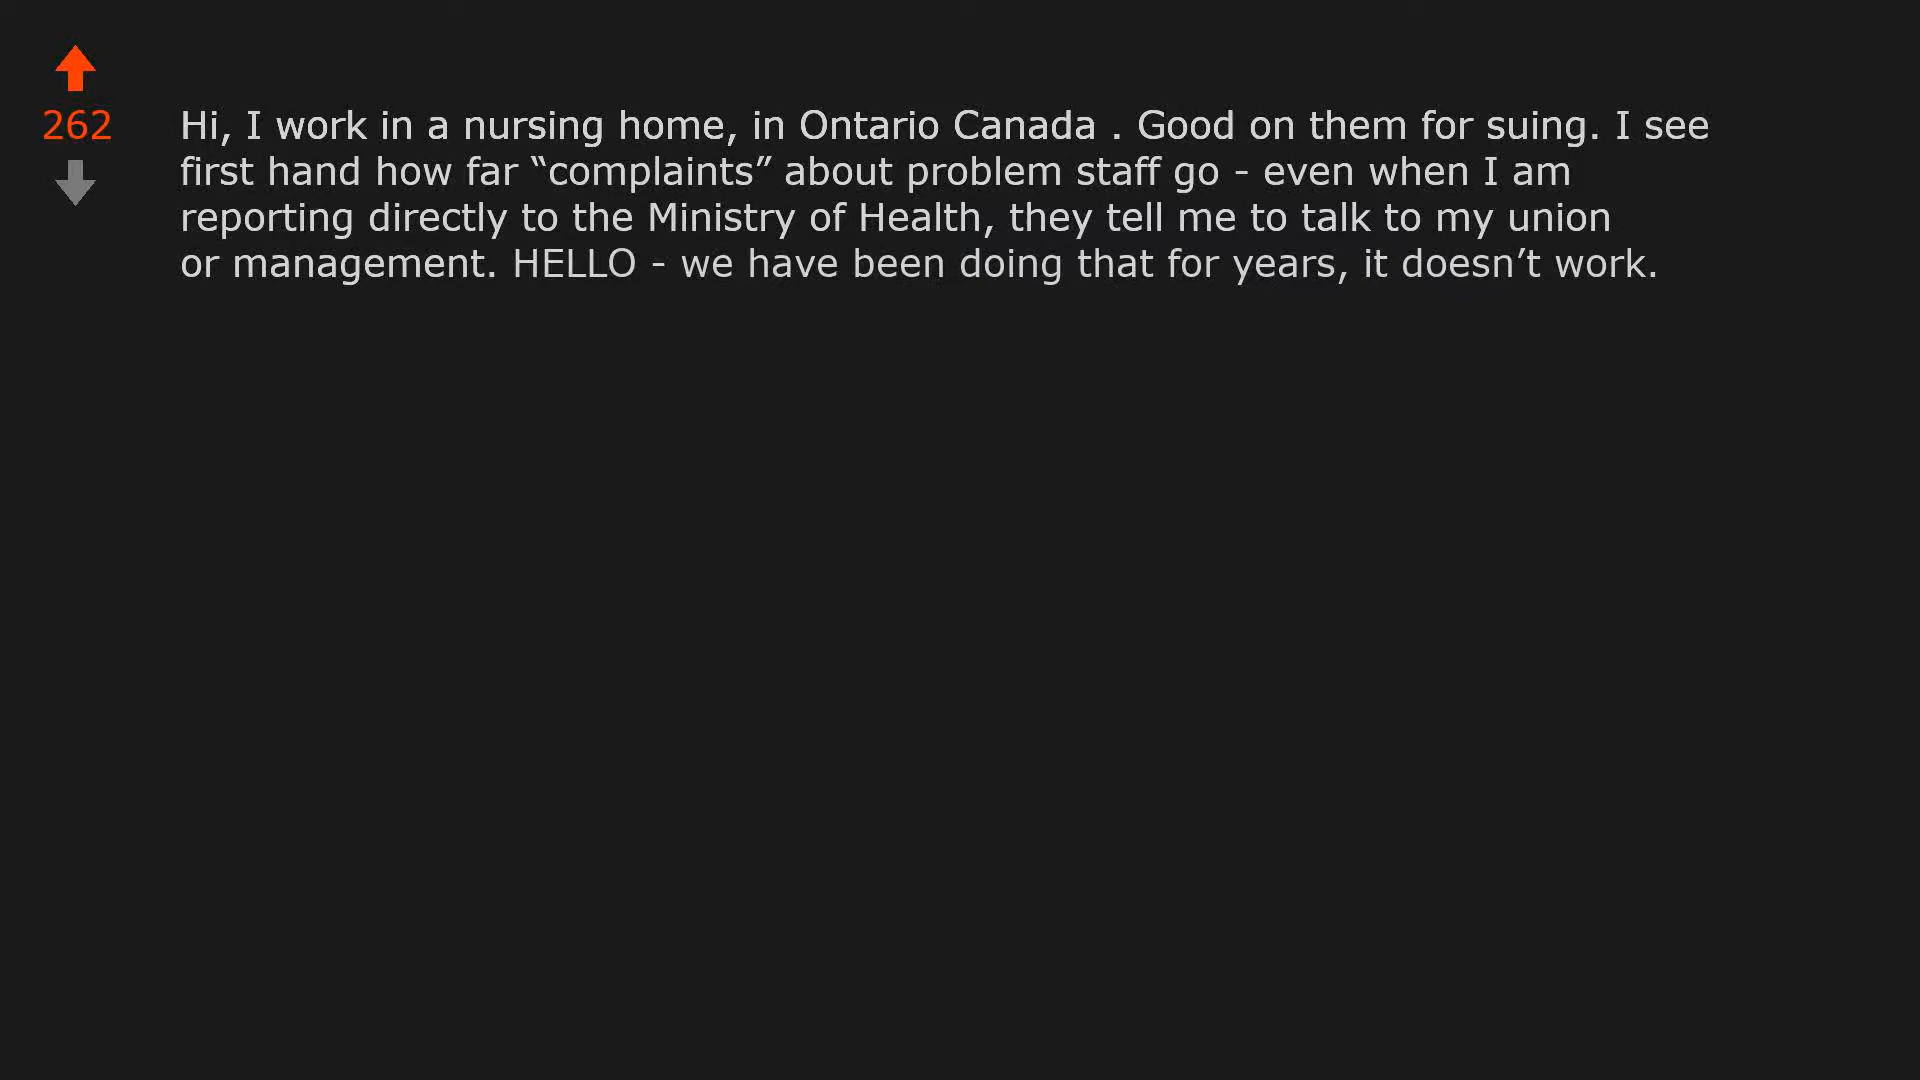 262
Hi, I work in a nursing home, in Ontario Canada . Good on them for suing. I see
first hand how far “complaints” about problem staff go - even when I am
reporting directly to the Ministry of Health, they tell me to talk to my union
or management. HELLO - we have been doing that for years, it doesn’t work.